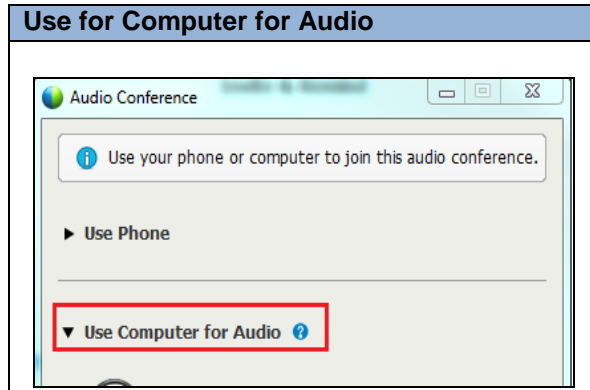 Use for Computer for Audio
Audio Conference
Use your phone or computer to join this audio conference.
Use Phone
Use Computer for Audio